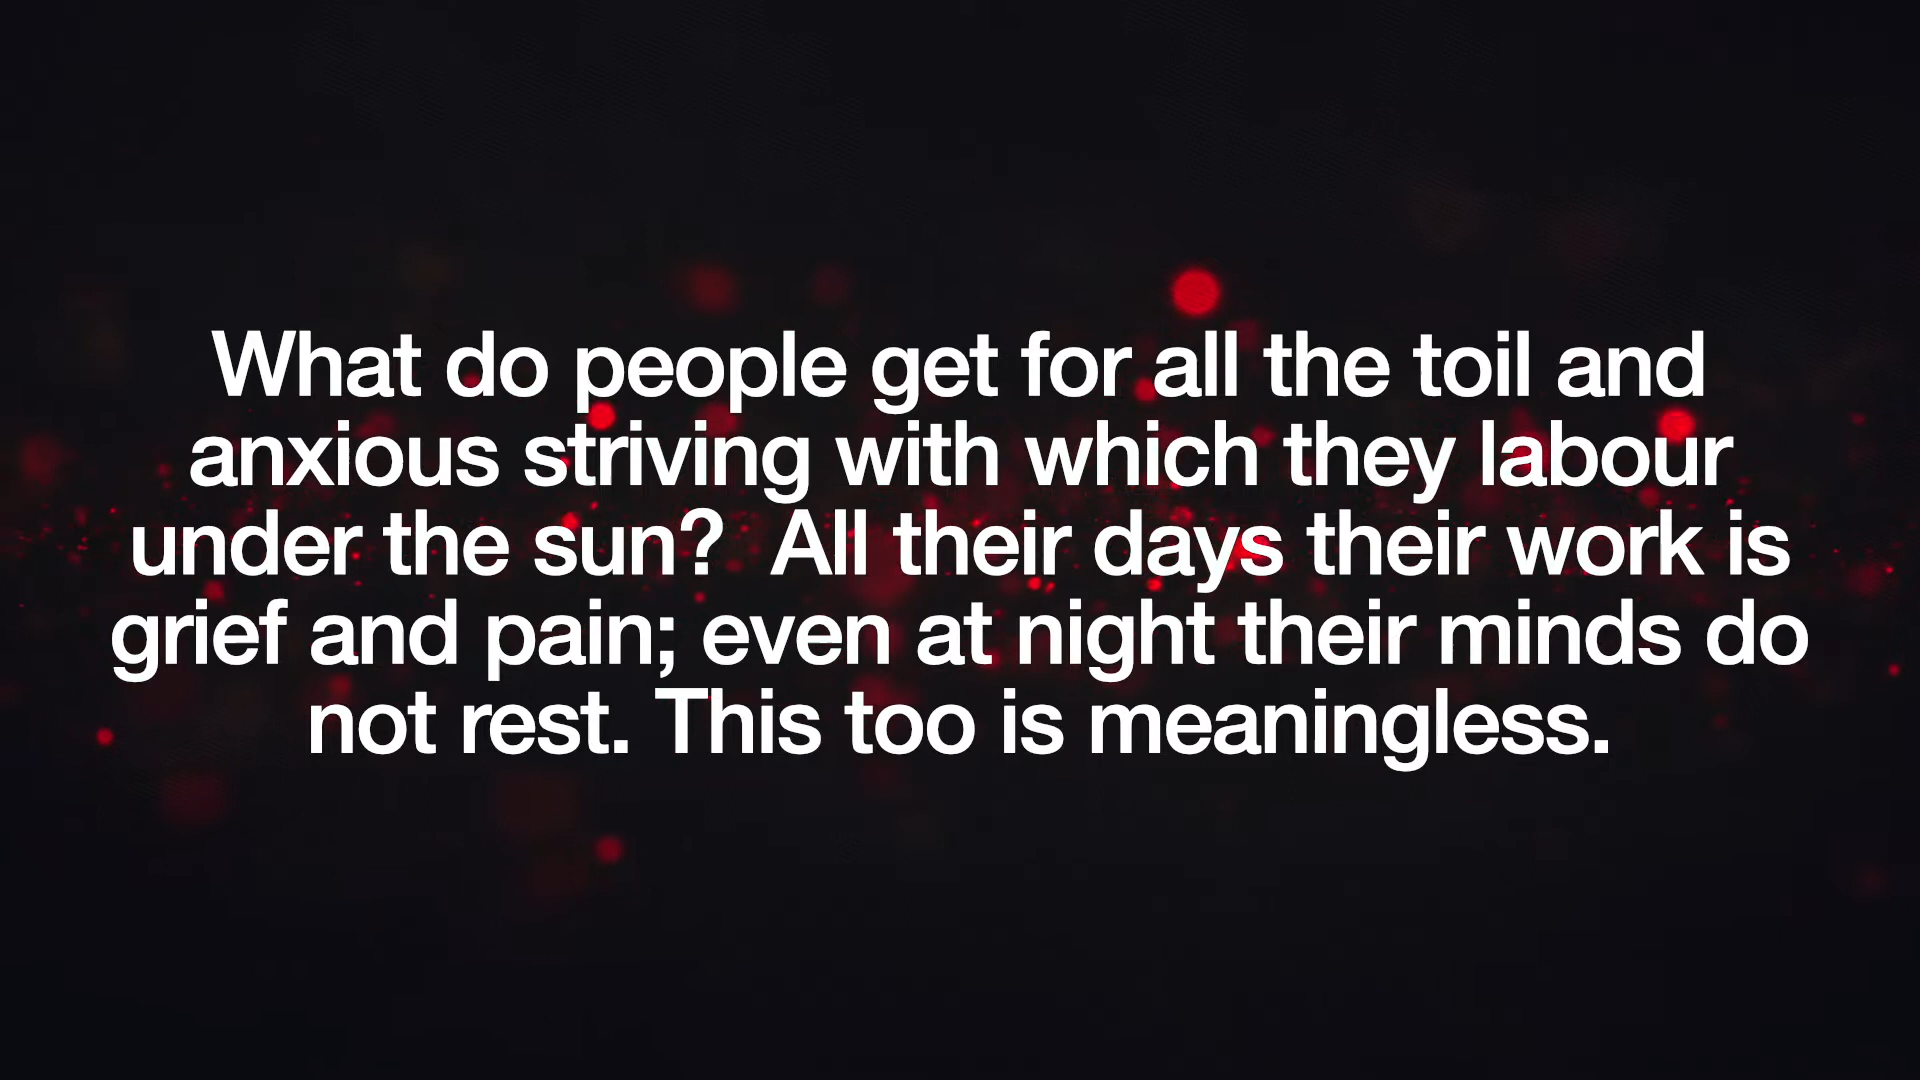 What do people get for all the toil and
anxious striving with which they labour
under the sun?  All their days their work is
grief and pain; even at night their minds do
not rest. This too is meaningless.